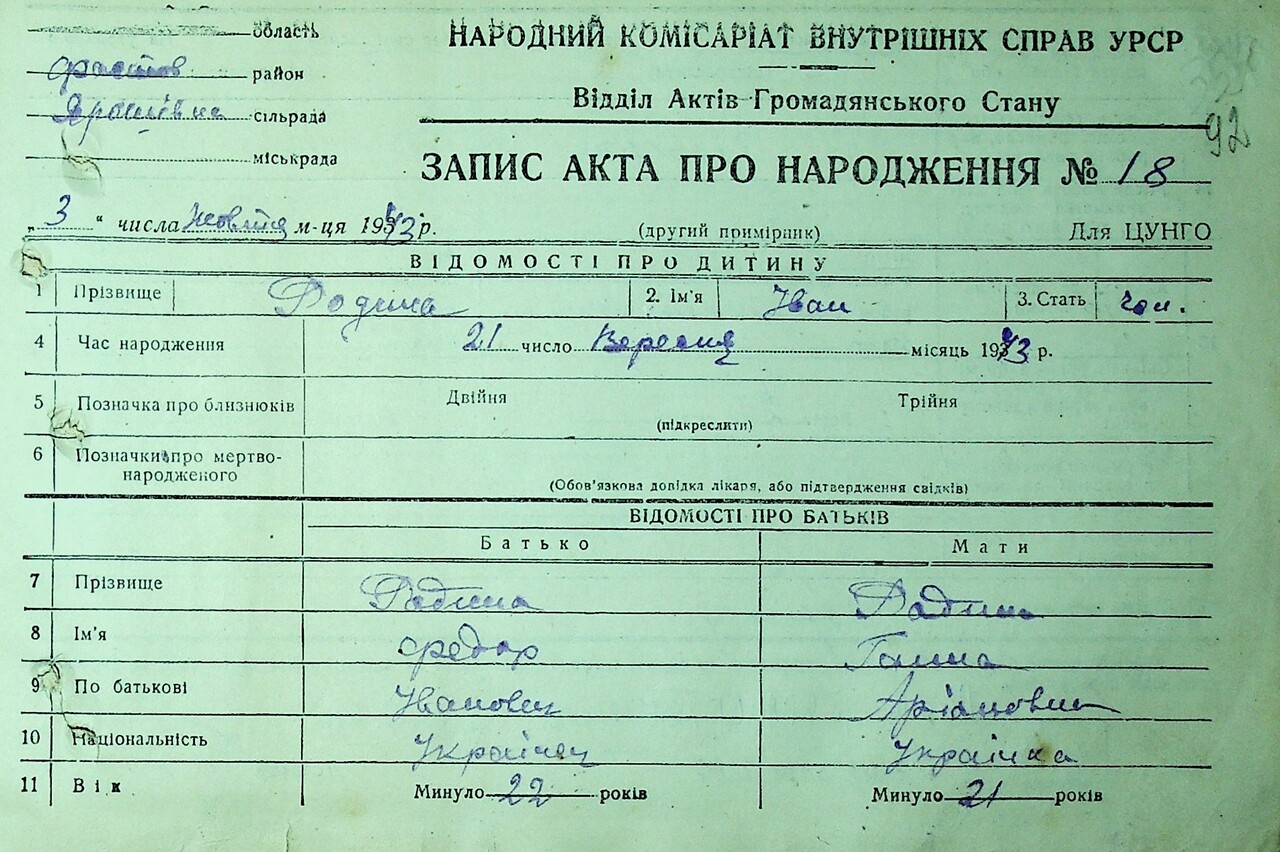 область
НАРОДНИЙ КОМІСАРІАТ ВНУТРІШНІХ СПРАВ УРСР
Фастов район
Відділ Актів Громадянського Стану
Ярошівка сільрада
міськрада
92
ЗАПИС АКТА ПРО НАРОДЖЕННЯ № 18
„3" числа Жовтня м-ця 1943 р. (другий примірник) Для ЦУНГО
ВІДОМОСТІ ПРО ДИТИНУ
1 Прізвище Родина 2. Ім'я Іван 3. Стать чол.
4 Час народження 21 число Вересня місяць 1943 р.
5 Позначка про близнюків Двійня Трійня
(підкреслити)
6 Позначки про мертво-
народженого
(Обов'язкова довідка лікаря, або підтвердження свідків)
ВІДОМОСТІ ПРО БАТЬКІВ
Батько Мати
7 Прізвище Родина Родина
8 Ім'я Федор Ганна
9 По батькові Іванович
10 Національність Українец Українка
11 Вік Минуло 22 років Минуло 21 років